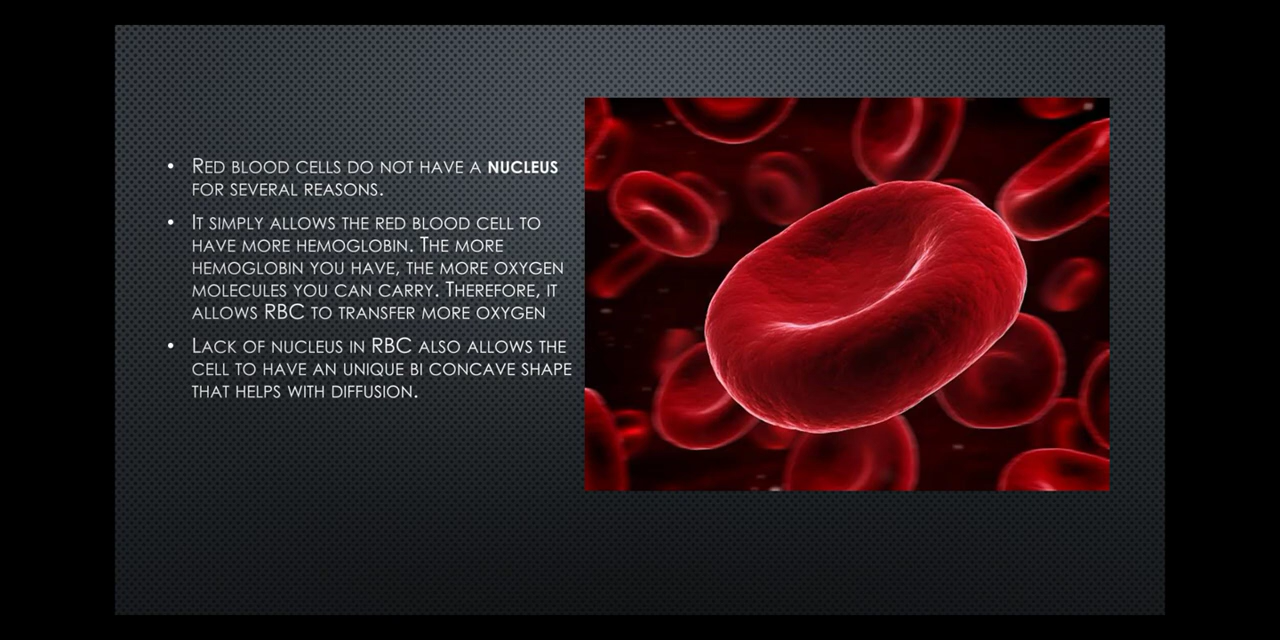 • Red blood cells do not have a nucleus
for several reasons.
• It simply allows the red blood cell to
have more hemoglobin. The more
hemoglobin you have, the more oxygen
molecules you can carry. Therefore, it
allows RBC to transfer more oxygen
• Lack of nucleus in RBC also allows the
cell to have an unique bi concave shape
that helps with diffusion.